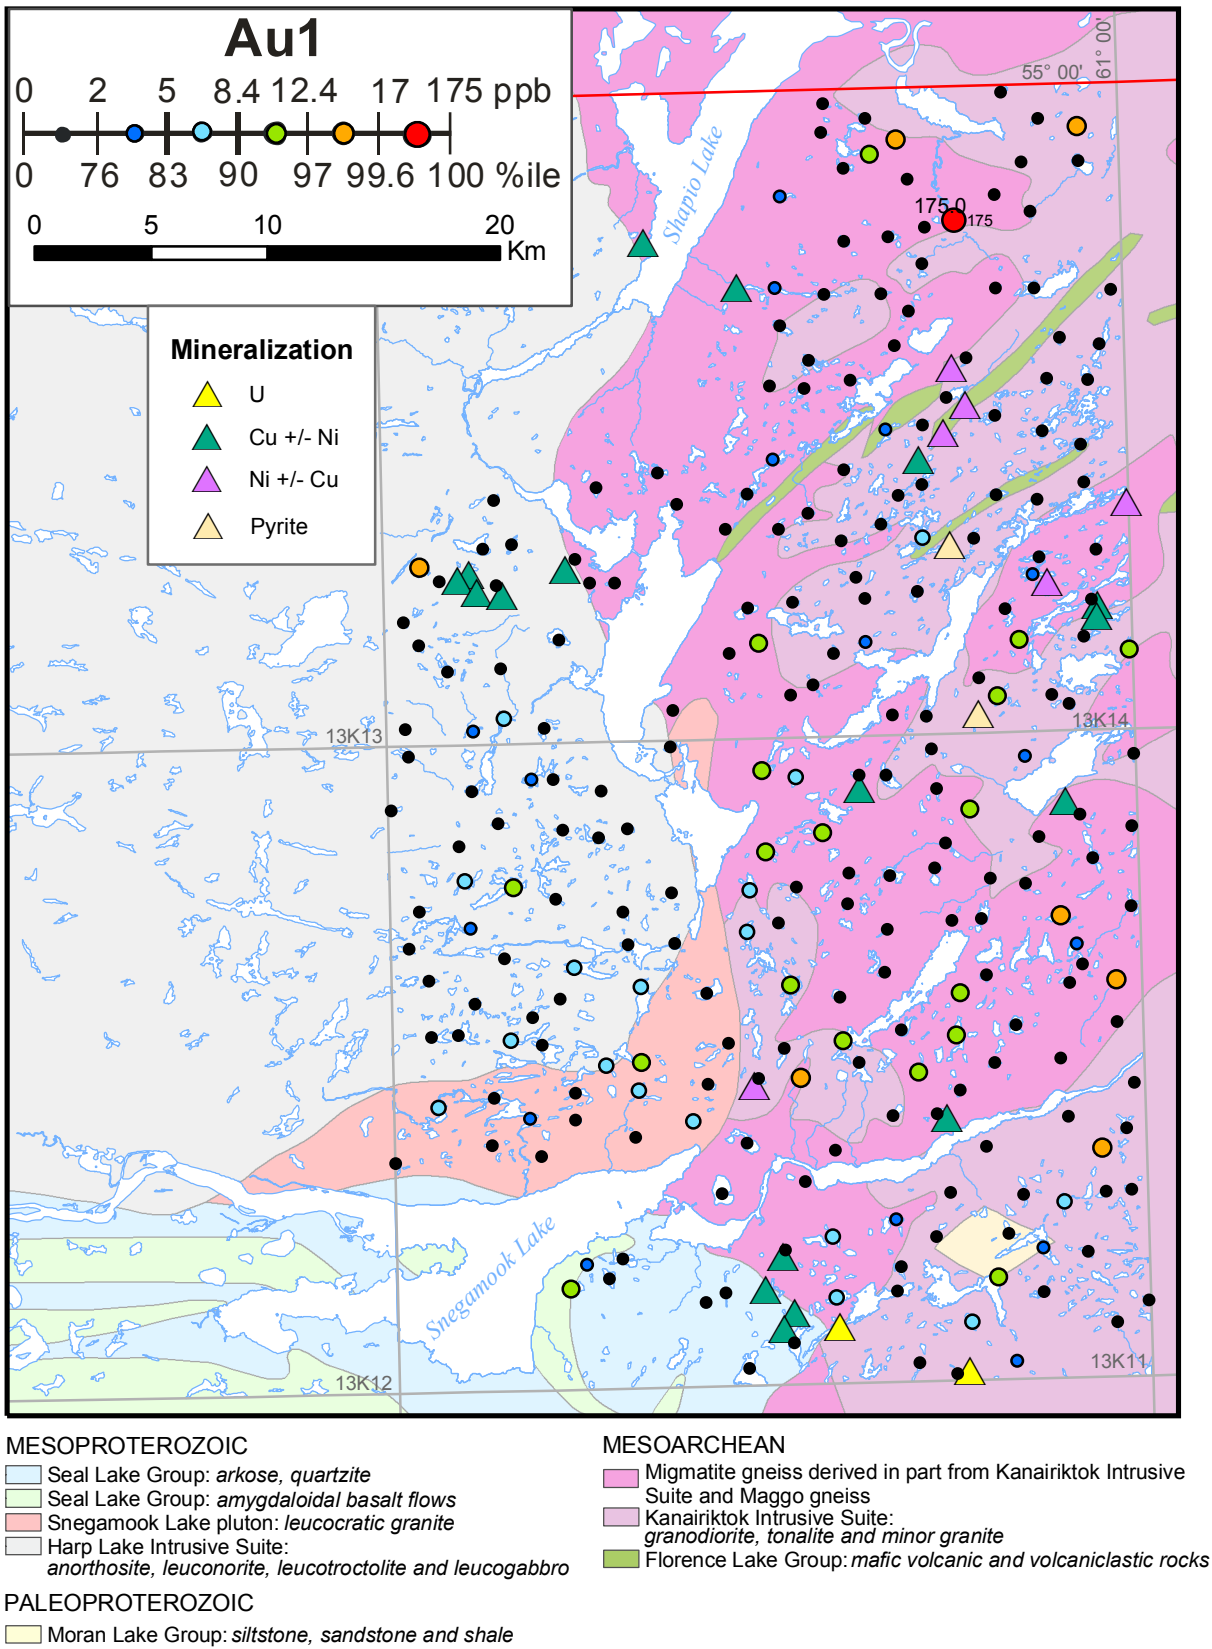 Au1
0 2 5 8.4 12.4 17 175 ppb
0 76 83 90 97 99.6 100 %ile
0 5 10 20
Km
Mineralization
U
Cu +/- Ni
Ni +/- Cu
Pyrite
55° 00'
61° 00'
Shapio Lake
175.0
175
13K13
13K14
Snegamook Lake
13K12
13K11
MESOPROTEROZOIC
Seal Lake Group: arkose, quartzite
Seal Lake Group: amygdaloidal basalt flows
Snegamook Lake pluton: leucocratic granite
Harp Lake Intrusive Suite:
anorthosite, leuconorite, leucotroctolite and leucogabbro
PALEOPROTEROZOIC
Moran Lake Group: siltstone, sandstone and shale
MESOARCHEAN
Migmatite gneiss derived in part from Kanairiktok Intrusive
Suite and Maggo gneiss
Kanairiktok Intrusive Suite:
granodiorite, tonalite and minor granite
Florence Lake Group: mafic volcanic and volcaniclastic rocks